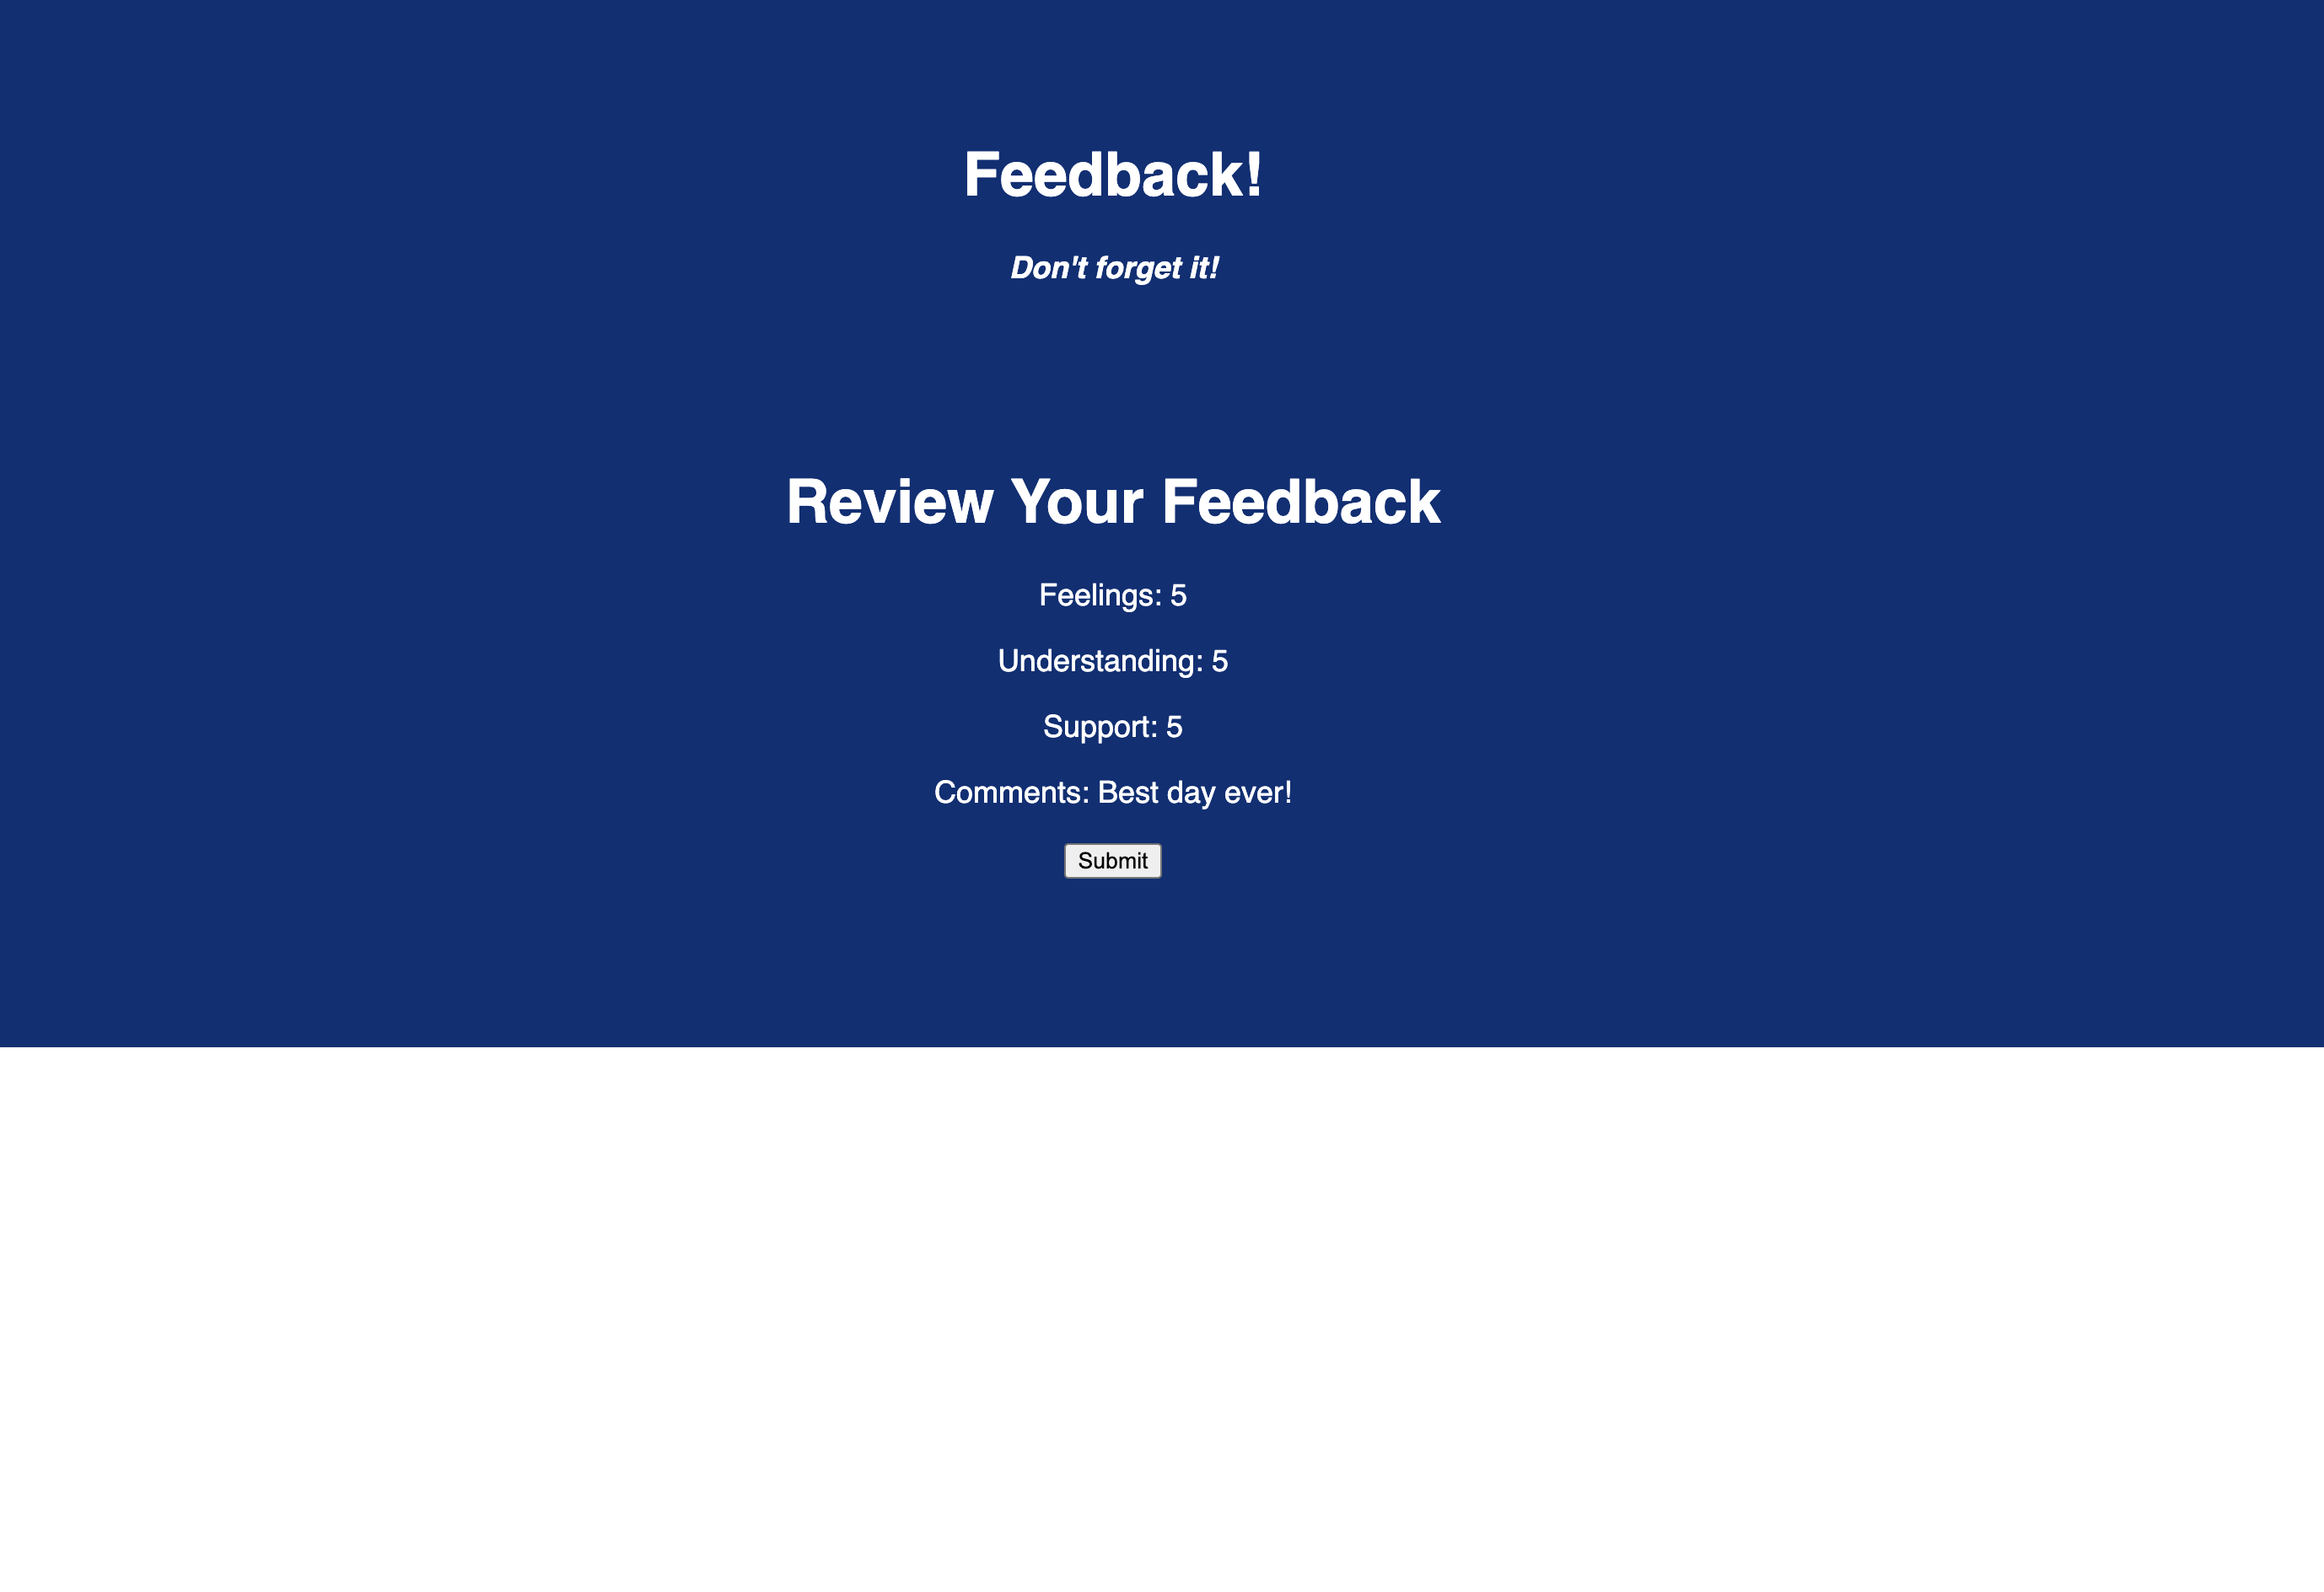 Feedback!
Don't forget it!
Review Your Feedback
Feelings: 5
Understanding: 5
Support: 5
Comments: Best day ever!
Submit